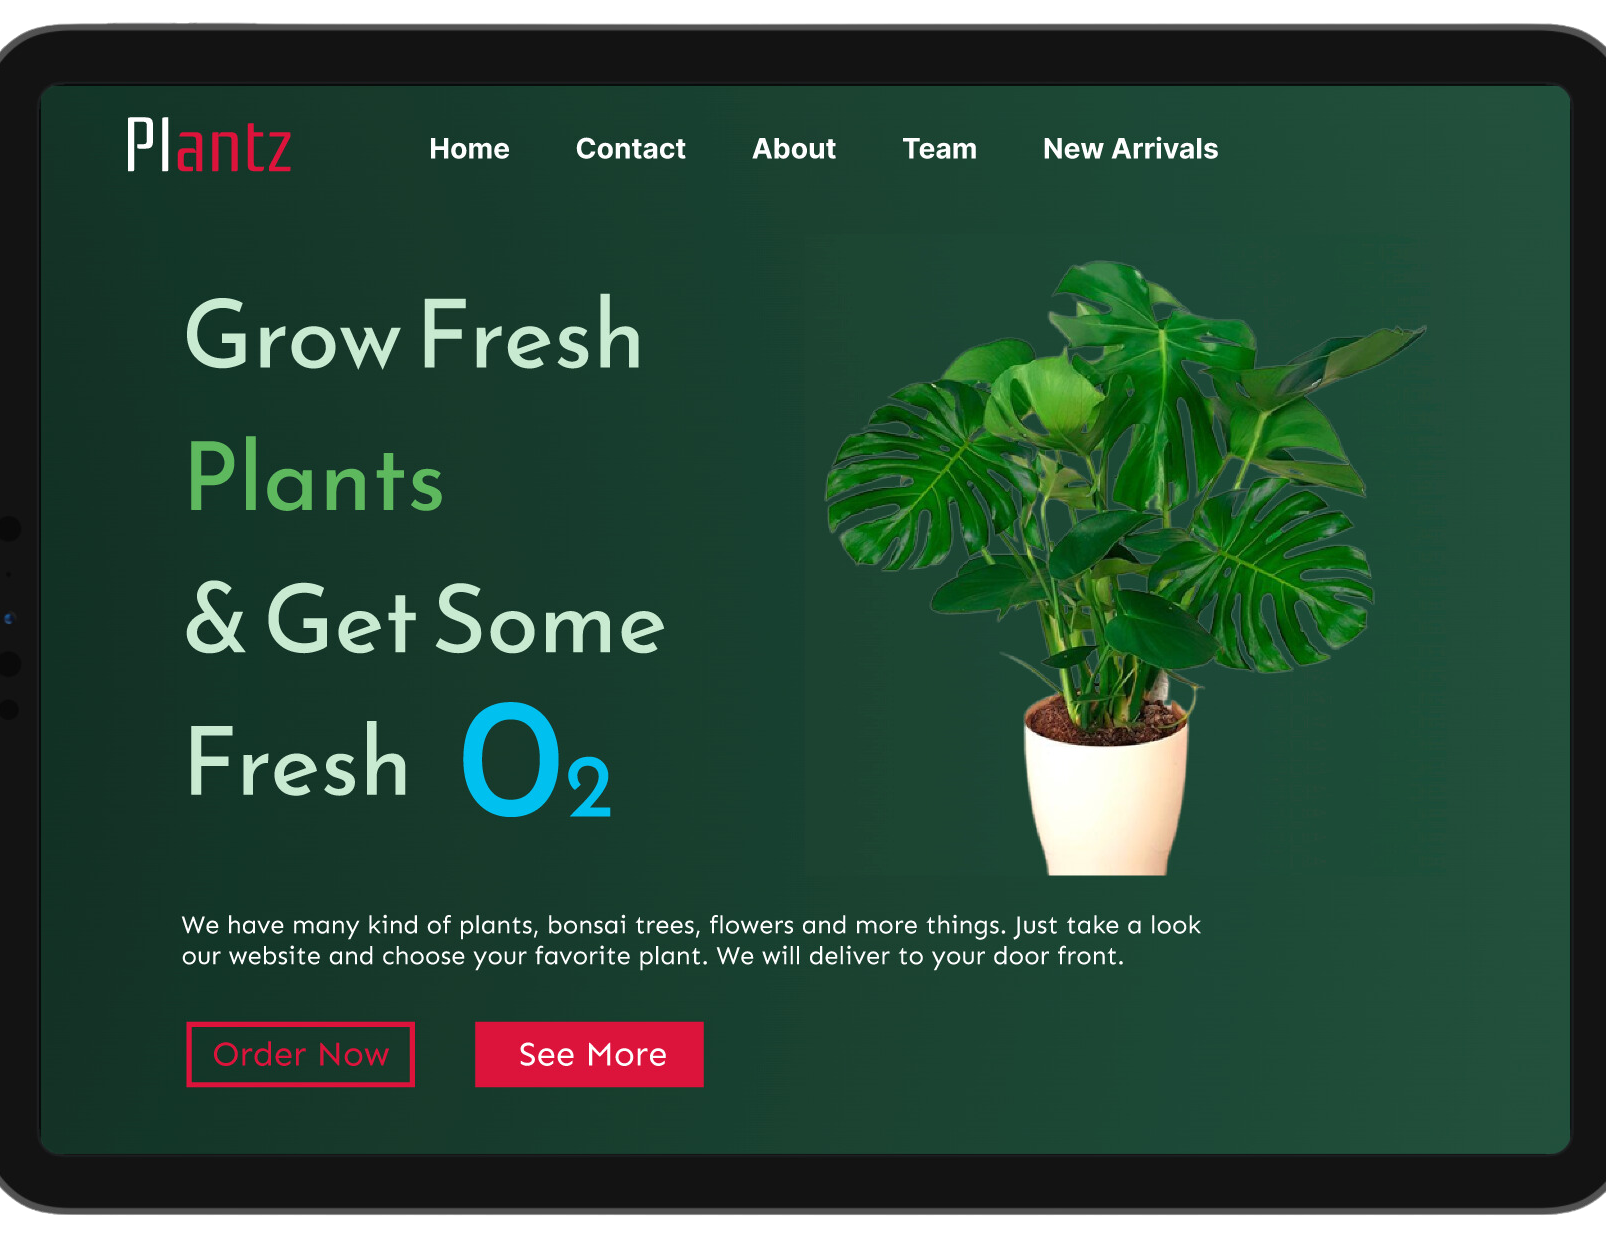 Plantz
Home Contact About Team New Arrivals
Grow Fresh
Plants
& Get Some
Fresh O2
We have many kind of plants, bonsai trees, flowers and more things. Just take a look
our website and choose your favorite plant. We will deliver to your door front.
Order Now See More